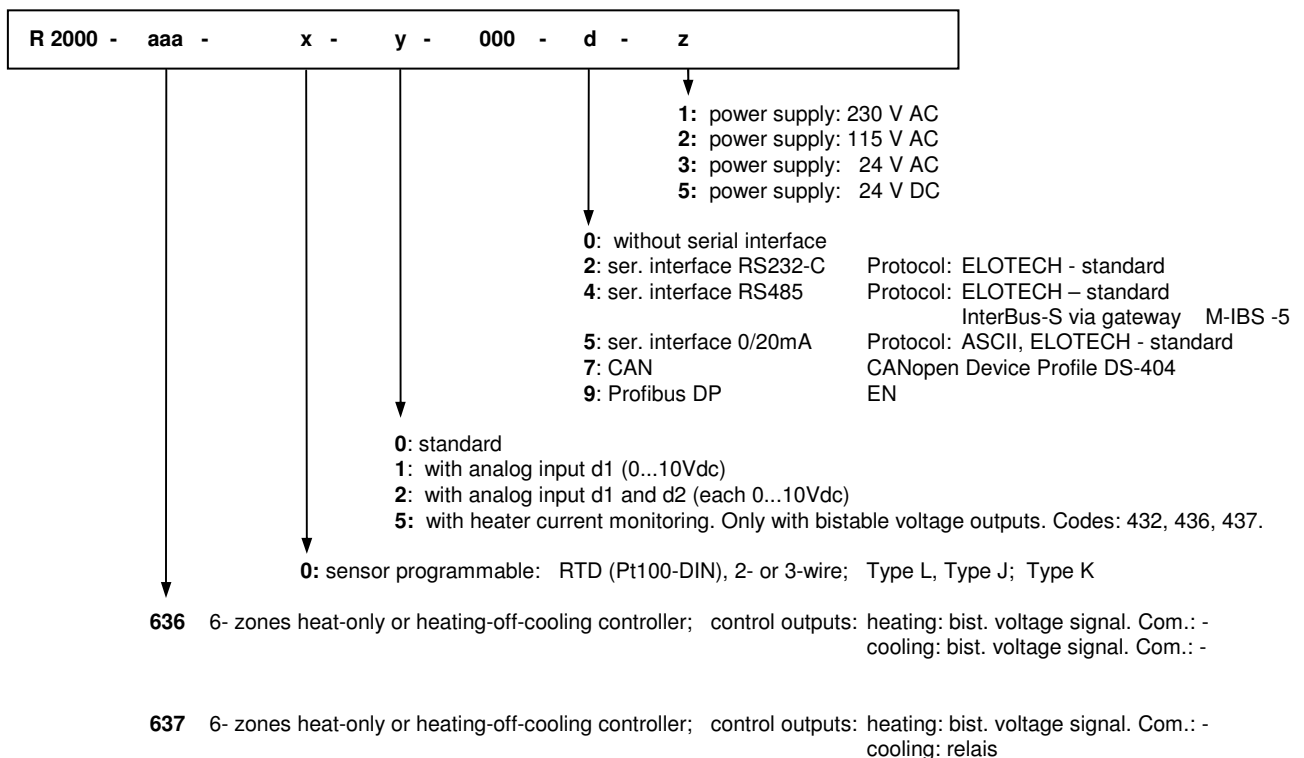 R 2000 - aaa - x - y - 000 - d - z
1: power supply: 230 V AC
2: power supply: 115 V AC
3: power supply: 24 V AC
5: power supply: 24 V DC
0: without serial interface
2: ser. interface RS232-C Protocol: ELOTECH - standard
4: ser. interface RS485 Protocol: ELOTECH – standard
InterBus-S via gateway M-IBS -5
5: ser. interface 0/20mA Protocol: ASCII, ELOTECH - standard
7: CAN CANopen Device Profile DS-404
9: Profibus DP EN
0: standard
1: with analog input d1 (0...10Vdc)
2: with analog input d1 and d2 (each 0...10Vdc)
5: with heater current monitoring. Only with bistable voltage outputs. Codes: 432, 436, 437.
0: sensor programmable: RTD (Pt100-DIN), 2- or 3-wire; Type L, Type J; Type K
636 6- zones heat-only or heating-off-cooling controller; control outputs: heating: bist. voltage signal. Com.: -
cooling: bist. voltage signal. Com.: -
637 6- zones heat-only or heating-off-cooling controller; control outputs: heating: bist. voltage signal. Com.: -
cooling: relais